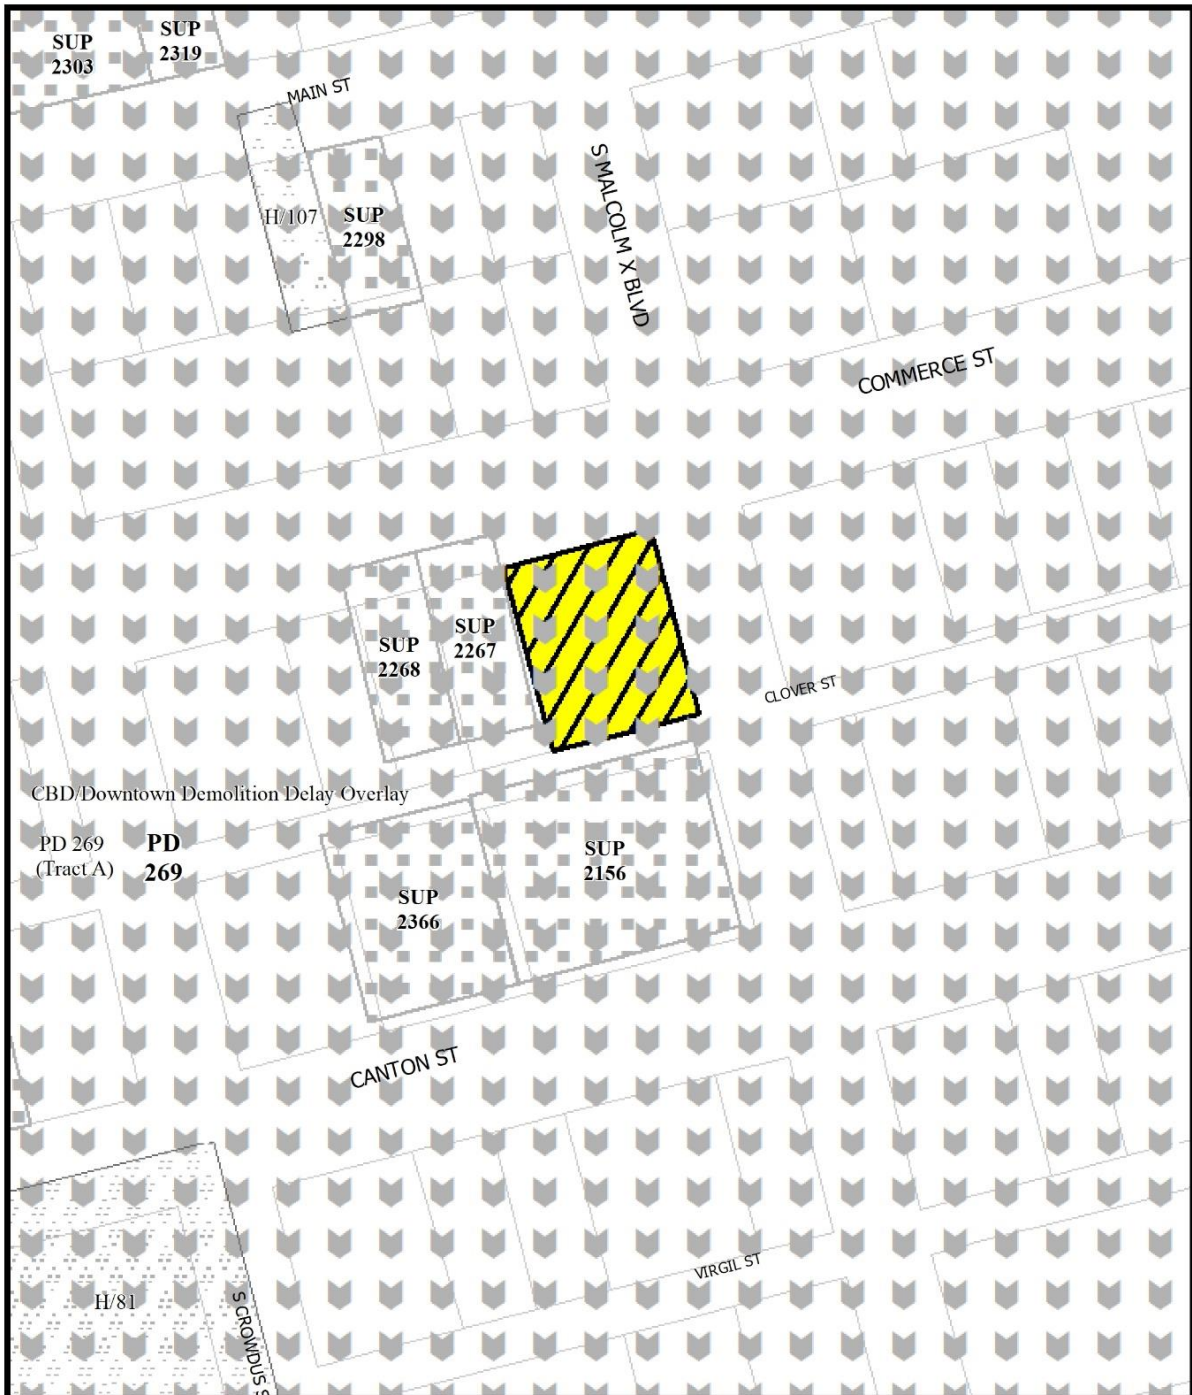 SUP
2303
SUP
2319
MAIN ST
H/107
SUP
2298
S MALCOLM X BLVD
COMMERCE ST
SUP
2268
SUP
2267
CLOVER ST
CBD/Downtown Demolition Delay Overlay
PD 269
(Tract A)
PD
269
SUP
2156
SUP
2366
CANTON ST
VIRGIL ST
H/81
S CROWDUS S